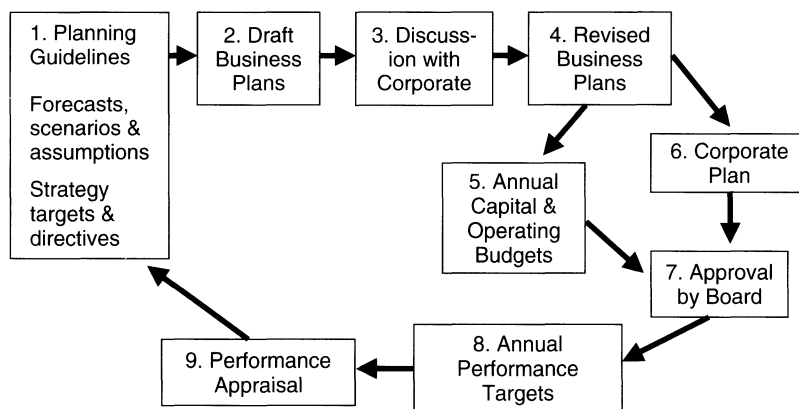 1. Planning
Guidelines
Forecasts,
scenarios &
assumptions
Strategy
targets &
directives
2. Draft
Business
Plans
3. Discuss-
ion with
Corporate
4. Revised
Business
Plans
5. Annual
Capital &
Operating
Budgets
6. Corporate
Plan
7. Approval
by Board
8. Annual
Performance
Targets
9. Performance
Appraisal